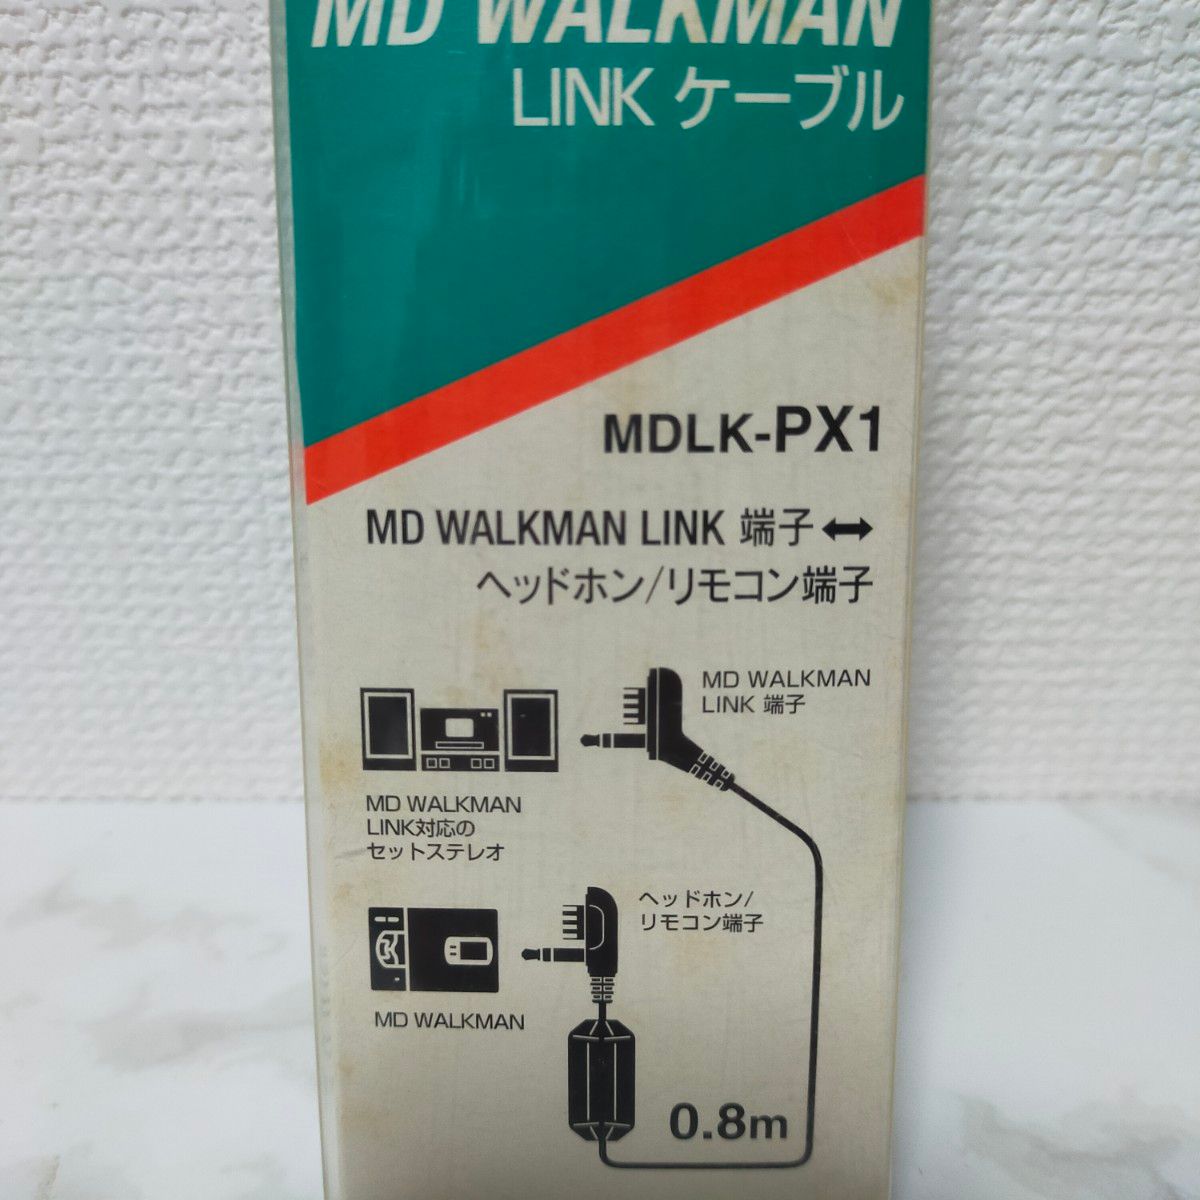 MD WALKMAN
LINK ケーブル
MDLK-PX1
MD WALKMAN LINK 端子↔
ヘッドホン/リモコン端子
MD WALKMAN
LINK 端子
MD WALKMAN
LINK対応の
セットステレオ
ヘッドホン/
リモコン端子
MD WALKMAN
0.8m